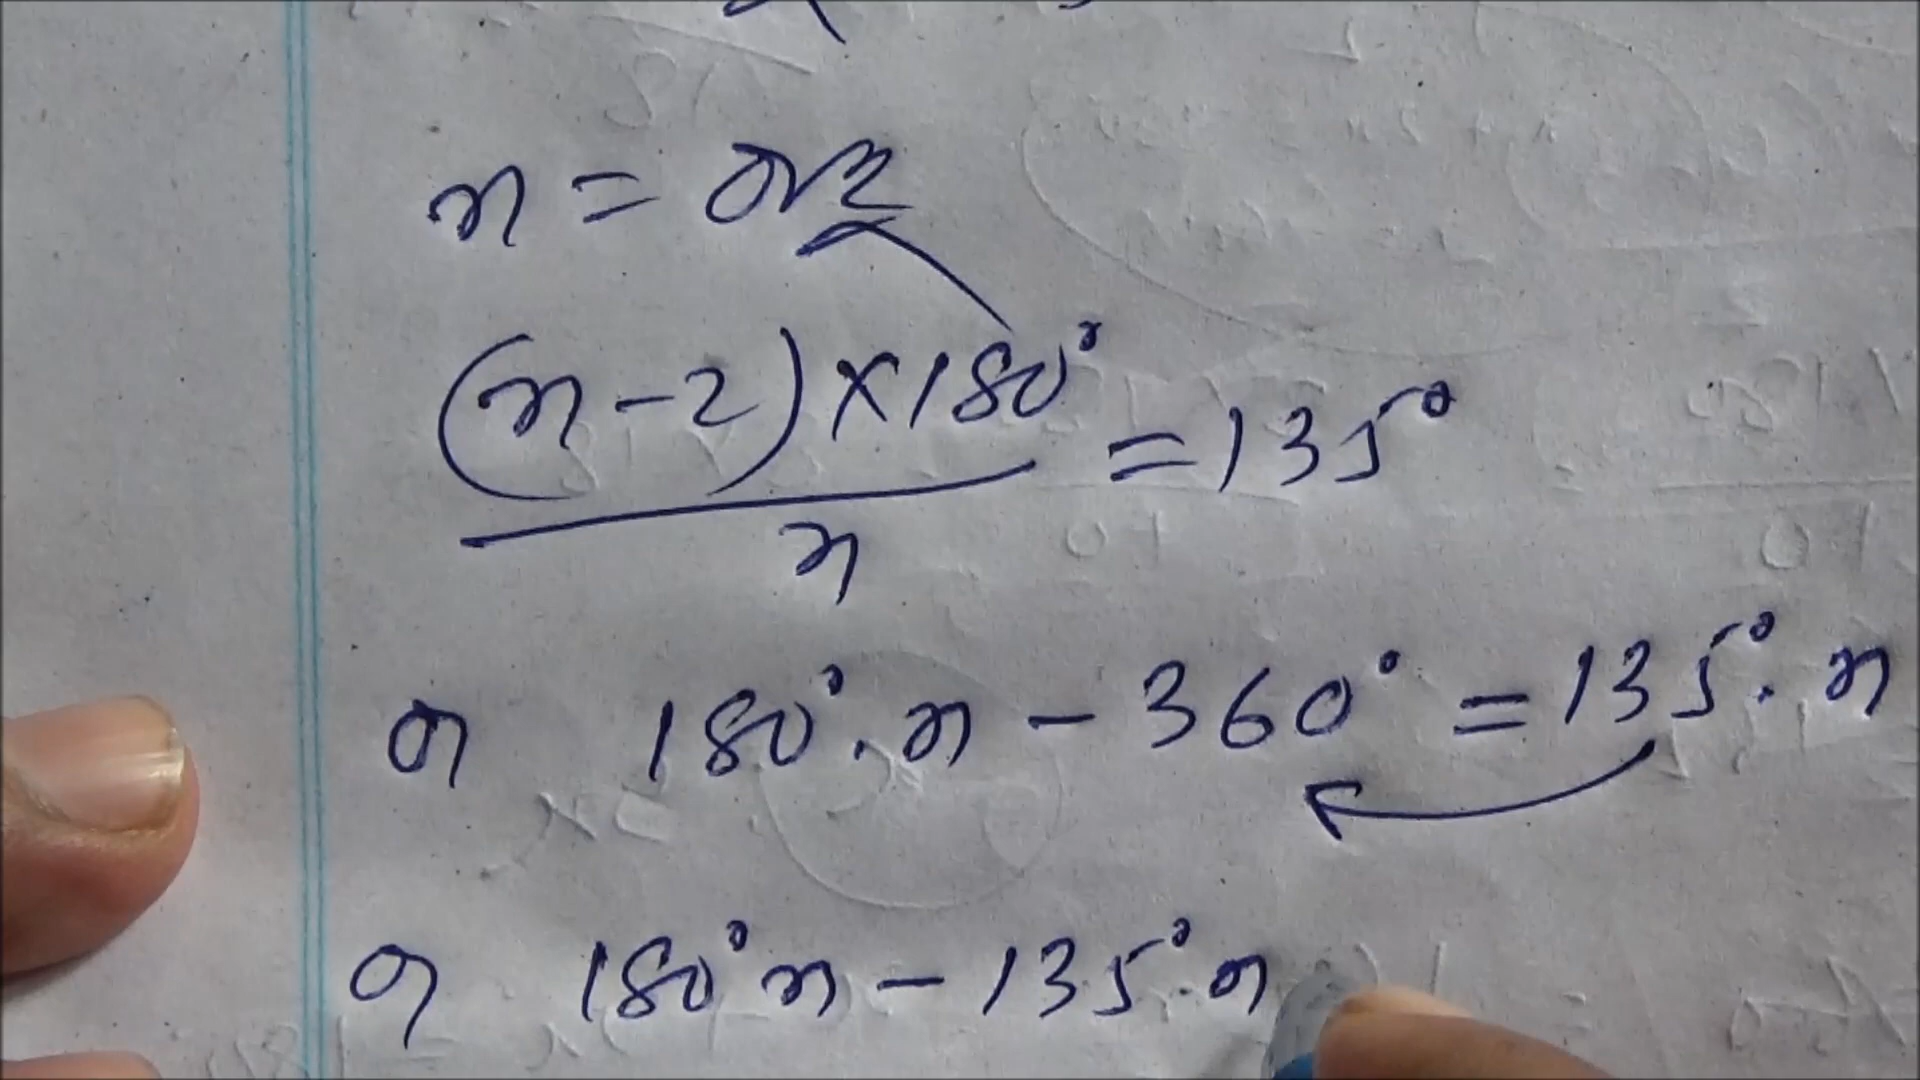 n =
(n-2)×180° / n = 135°
বা 180°.n - 360° = 135°. n
বা 180°n - 135°.n